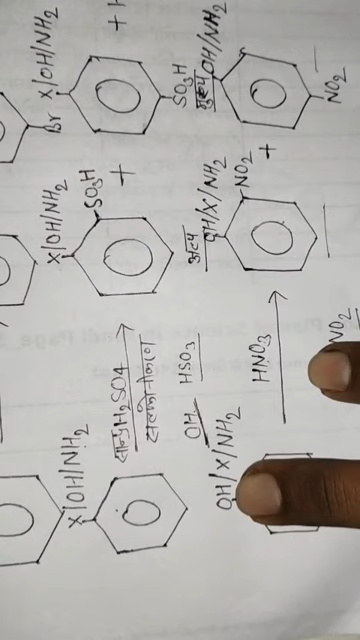 Br
X/OH/NH₂
X/OH/NH₂ +
X/OH/NH₂
सान्द्र H₂SO4
सल्फोनीकरण
X/OH/NH₂
SO₃H
+
SO₃H
OH
HSO₃
OH/X/NH₂
HNO₃
अल्प
OH/X/NH₂
NO₂
+
मुख्य
OH/NH₂
NO₂
NO₂